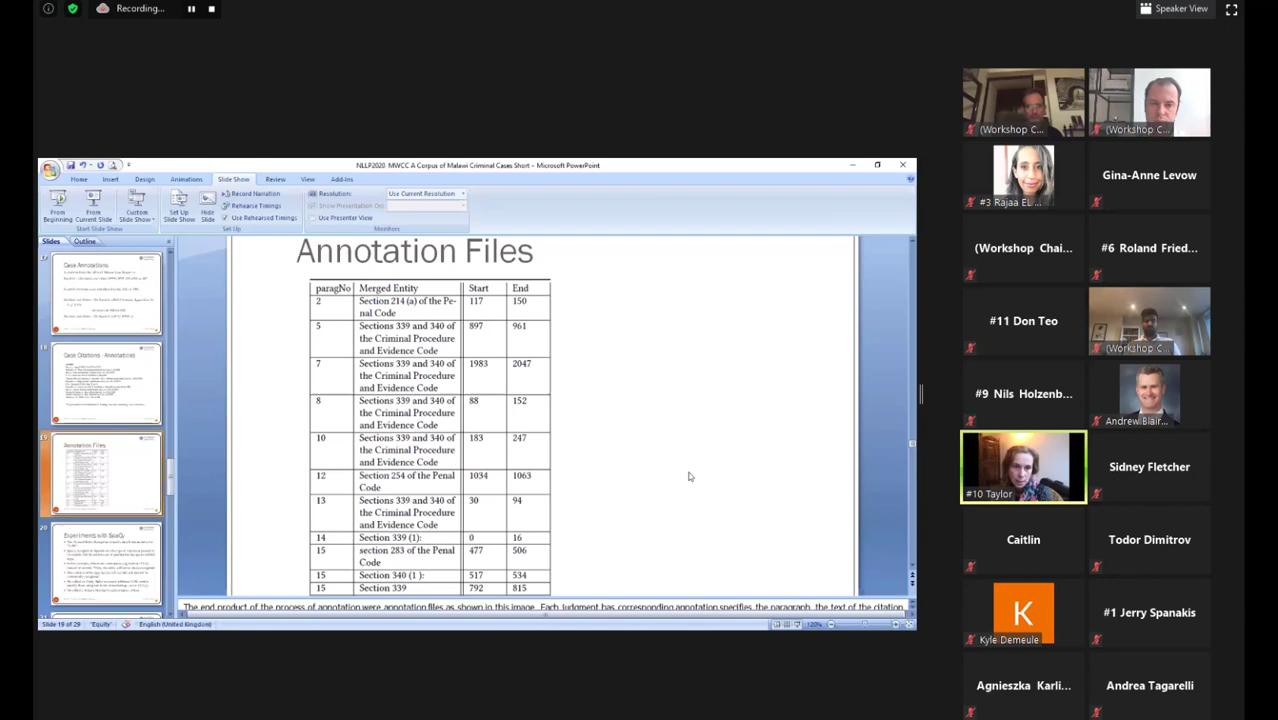 Recording...
Speaker View
NLLP2020 MWCC A Corpus of Malawi Criminal Cases Short - Microsoft PowerPoint
Home Insert Design Animations Slide Show Review View Add-Ins
From Beginning
From Current Slide
Custom Slide Show
Start Slide Show
Set Up Slide Show
Hide Slide
Record Narration
Rehearse Timings
Use Rehearsed Timings
Set Up
Resolution: Use Current Resolution
Show Presentation On:
Use Presenter View
Monitors
Slides Outline
17
Case Annotations
18
Case Citations - Annotations
19
Annotation Files
20
Experiments with SpaCy
Annotation Files
paragNo Merged Entity Start End
2 Section 214 (a) of the Pe- 117 150
nal Code
5 Sections 339 and 340 of 897 961
the Criminal Procedure
and Evidence Code
7 Sections 339 and 340 of 1983 2047
the Criminal Procedure
and Evidence Code
8 Sections 339 and 340 of 88 152
the Criminal Procedure
and Evidence Code
10 Sections 339 and 340 of 183 247
the Criminal Procedure
and Evidence Code
12 Section 254 of the Penal 1034 1063
Code
13 Sections 339 and 340 of 30 94
the Criminal Procedure
and Evidence Code
14 Section 339 (1): 0 16
15 section 283 of the Penal 477 506
Code
15 Section 340 (1 ): 517 534
15 Section 339 792 815
The end product of the process of annotation were annotation files as shown in this image. Each judgment has corresponding annotation specifies, the paragraph, the text of the citation
Slide 19 of 29 "Equity" English (United Kingdom) 120%
(Workshop C...
(Workshop C...
#3 Rajaa EL ...
Gina-Anne Levow
(Workshop Chai...
#6 Roland Fried...
#11 Don Teo
(Workshop C...
#9 Nils Holzenb...
Andrew Blair...
#10 Taylor
Sidney Fletcher
Caitlin
Todor Dimitrov
K
Kyle Demeule
#1 Jerry Spanakis
Agnieszka Karli...
Andrea Tagarelli